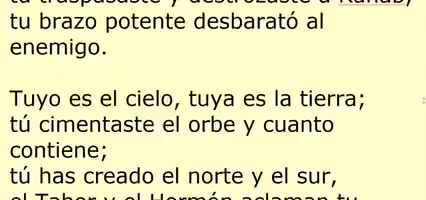 tú traspasaste y destrozaste a Rahab,
tu brazo potente desbarató al
enemigo.
Tuyo es el cielo, tuya es la tierra;
tú cimentaste el orbe y cuanto
contiene;
tú has creado el norte y el sur,
el Tabor y el Hermón aclaman tu